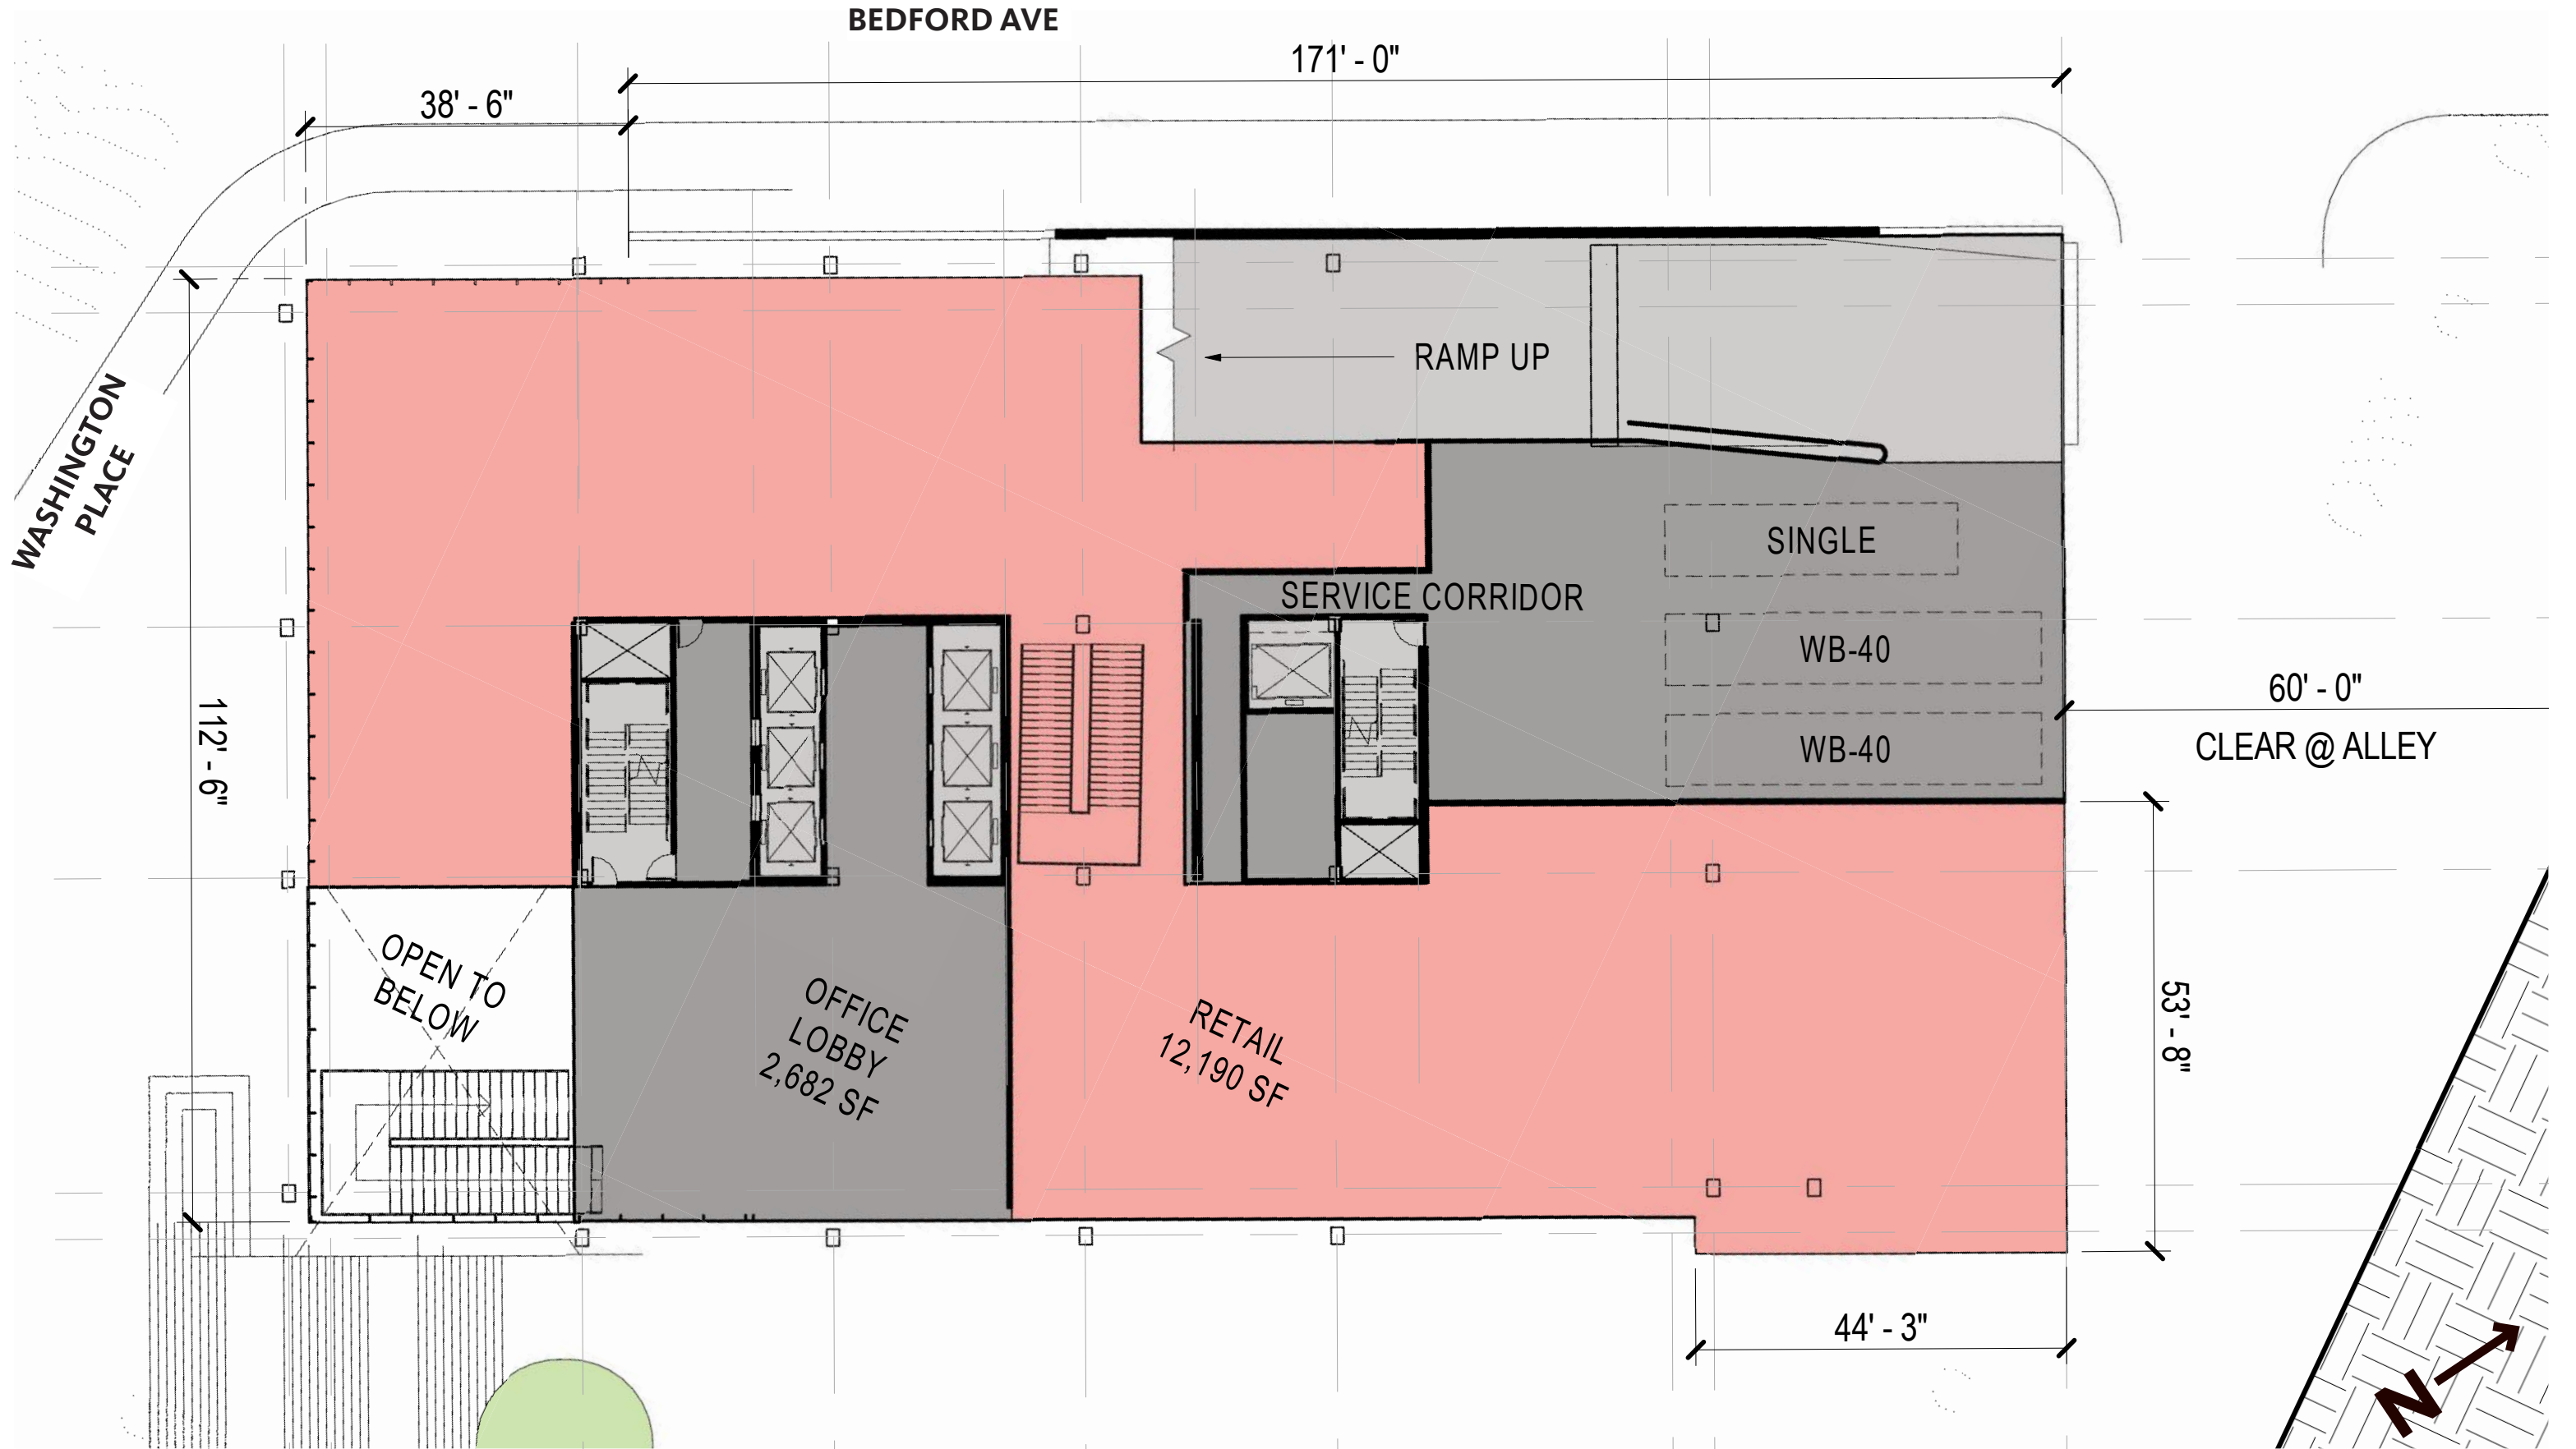 BEDFORD AVE
171' - 0"
38' - 6"
WASHINGTON
PLACE
RAMP UP
SINGLE
SERVICE CORRIDOR
WB-40
60' - 0"
CLEAR @ ALLEY
WB-40
112' - 6"
OPEN TO
BELOW
OFFICE
LOBBY
2,682 SF
RETAIL
12,190 SF
53' - 8"
44' - 3"
N